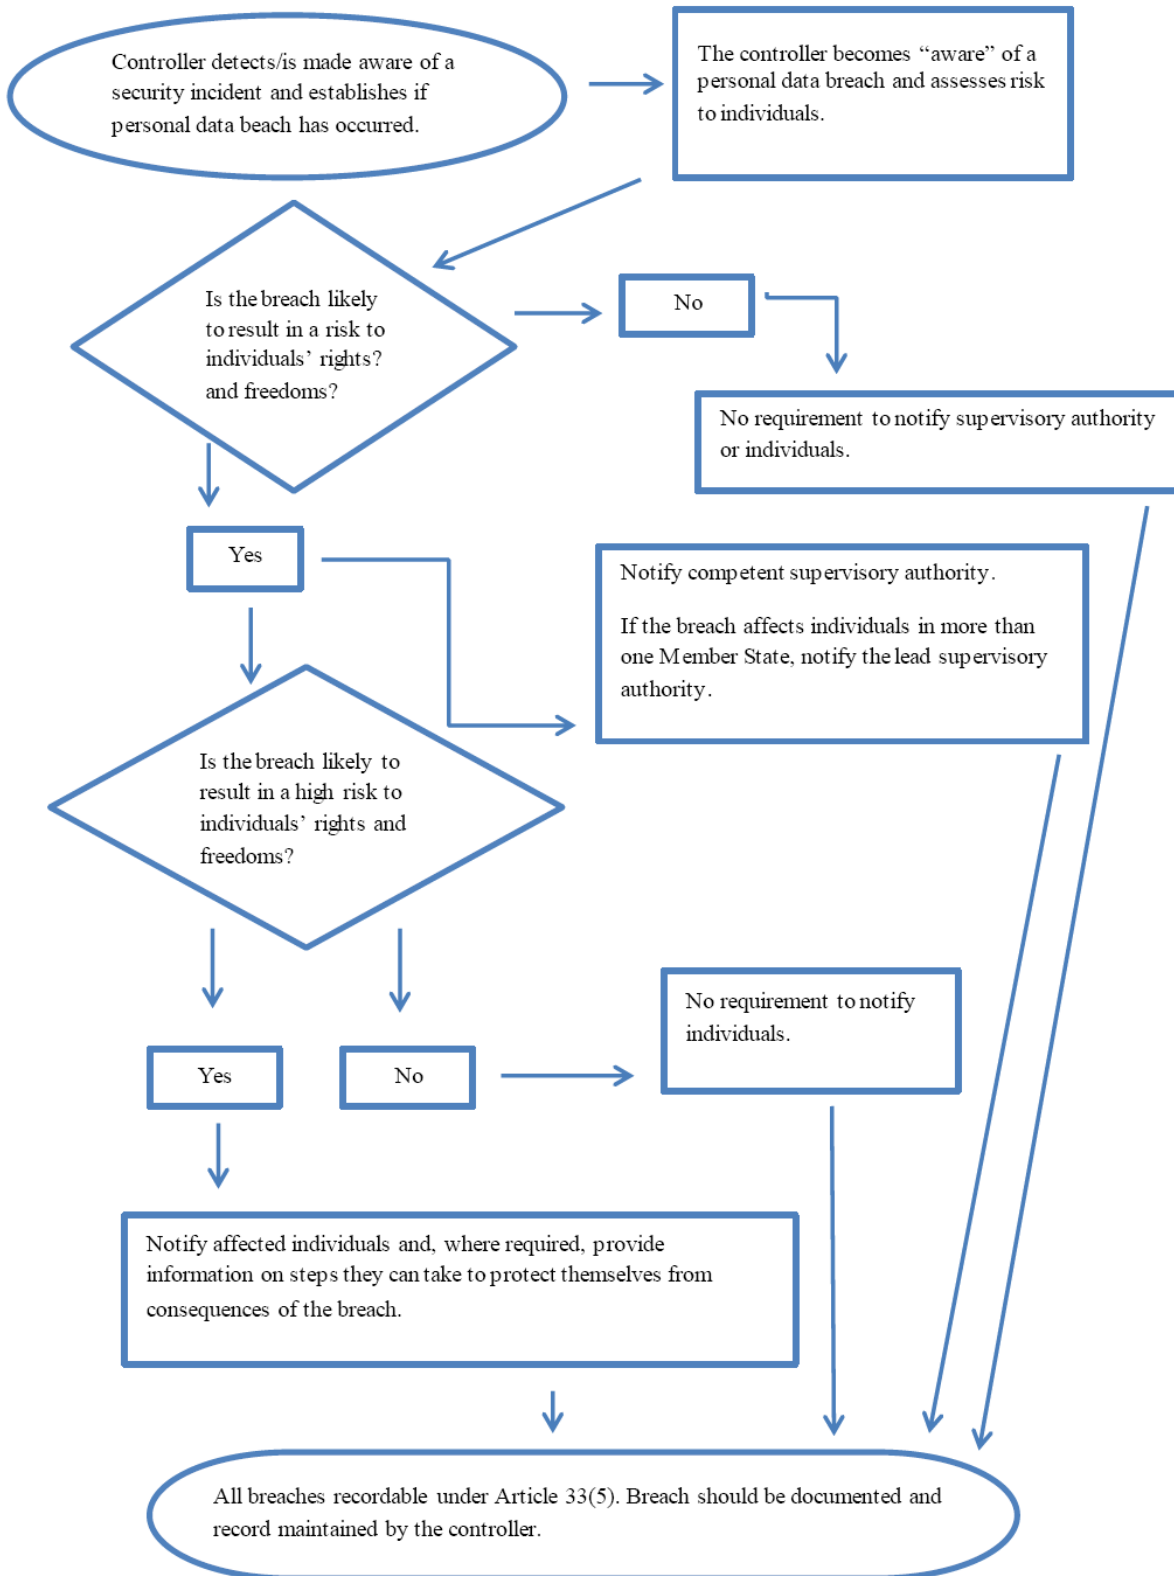 Controller detects/is made aware of a
security incident and establishes if
personal data beach has occurred.
The controller becomes “aware” of a
personal data breach and assesses risk
to individuals.
Is the breach likely
to result in a risk to
individuals’ rights?
and freedoms?
No
No requirement to notify supervisory authority
or individuals.
Yes
Notify competent supervisory authority.
If the breach affects individuals in more than
one Member State, notify the lead supervisory
authority.
Is the breach likely to
result in a high risk to
individuals’ rights and
freedoms?
No requirement to notify
individuals.
Yes
No
Notify affected individuals and, where required, provide
information on steps they can take to protect themselves from
consequences of the breach.
All breaches recordable under Article 33(5). Breach should be documented and
record maintained by the controller.